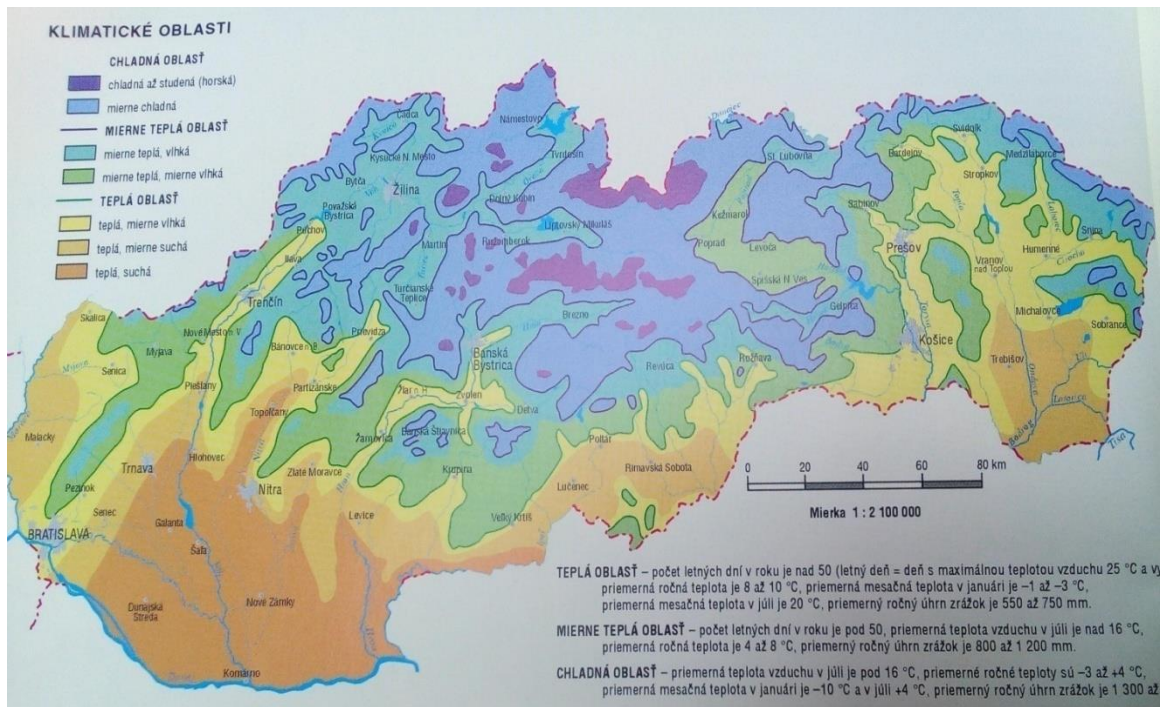 KLIMATICKÉ OBLASTI
CHLADNÁ OBLASŤ
chladná až studená (horská)
mierne chladná
MIERNE TEPLÁ OBLASŤ
mierne teplá, vlhká
mierne teplá, mierne vlhká
TEPLÁ OBLASŤ
teplá, mierne vlhká
teplá, mierne suchá
teplá, suchá
Čadca
Námestovo
Dunajec
Svidník
Kysucké N. Mesto
Tvrdošín
St. Ľubovňa
Bardejov
Medzilaborce
Bytča
Žilina
Stropkov
Považská
Bystrica
Dolný Kubín
Kežmarok
Sabinov
Púchov
Martin
Ružomberok
Liptovský Mikuláš
Poprad
Levoča
Prešov
Humenné
Snina
Ilava
Vranov
nad Topľou
Trenčín
Turčianske
Teplice
Spišská N. Ves
Gelnica
Michalovce
Skalica
Nové Mesto n. V
Prievidza
Brezno
Sobrance
Myjava
Bánovce n. B
Banská
Bystrica
Košice
Senica
Rožňava
Trebišov
Piešťany
Partizánske
Žiar n. H
Revúca
Zvolen
Topoľčany
Detva
Malacky
Žarnovica
Banská Štiavnica
Poltár
Hlohovec
Trnava
Zlaté Moravce
Krupina
Rimavská Sobota
Nitra
Lučenec
Pezinok
Senec
Levice
Veľký Krtíš
BRATISLAVA
Galanta
Šaľa
Dunajská
Streda
Nové Zámky
Komárno
0 20 40 60 80 km
Mierka 1 : 2 100 000
TEPLÁ OBLASŤ – počet letných dní v roku je nad 50 (letný deň = deň s maximálnou teplotou vzduchu 25 °C a vy
priemerná ročná teplota je 8 až 10 °C, priemerná mesačná teplota v januári je –1 až –3 °C,
priemerná mesačná teplota v júli je 20 °C, priemerný ročný úhrn zrážok je 550 až 750 mm.
MIERNE TEPLÁ OBLASŤ – počet letných dní v roku je pod 50, priemerná teplota vzduchu v júli je nad 16 °C,
priemerná ročná teplota je 4 až 8 °C, priemerný ročný úhrn zrážok je 800 až 1 200 mm.
CHLADNÁ OBLASŤ – priemerná teplota vzduchu v júli je pod 16 °C, priemerné ročné teploty sú –3 až +4 °C,
priemerná mesačná teplota v januári je –10 °C a v júli +4 °C, priemerný ročný úhrn zrážok je 1 300 až